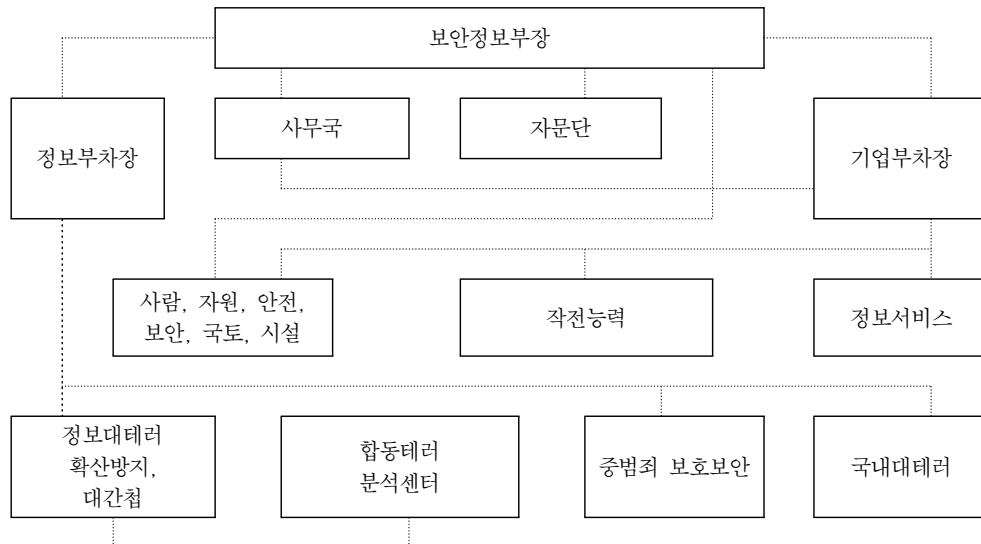 보안정보부장
정보부차장
사무국
자문단
기업부차장
사람, 자원, 안전,
보안, 국토, 시설
작전능력
정보서비스
정보대테러
확산방지,
대간첩
합동테러
분석센터
중범죄 보호보안
국내대테러